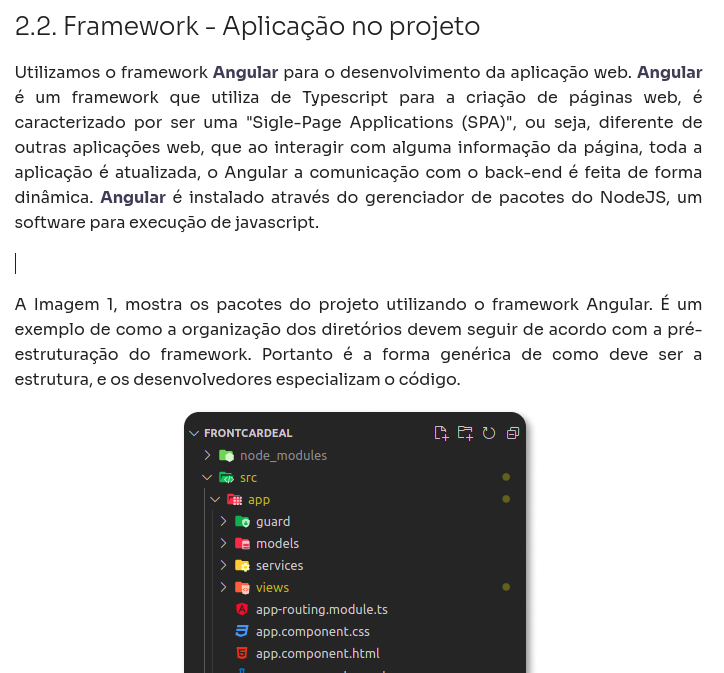 2.2. Framework - Aplicação no projeto
Utilizamos o framework Angular para o desenvolvimento da aplicação web. Angular
é um framework que utiliza de Typescript para a criação de páginas web, é
caracterizado por ser uma "Sigle-Page Applications (SPA)", ou seja, diferente de
outras aplicações web, que ao interagir com alguma informação da página, toda a
aplicação é atualizada, o Angular a comunicação com o back-end é feita de forma
dinâmica. Angular é instalado através do gerenciador de pacotes do NodeJS, um
software para execução de javascript.
A Imagem 1, mostra os pacotes do projeto utilizando o framework Angular. É um
exemplo de como a organização dos diretórios devem seguir de acordo com a pré-
estruturação do framework. Portanto é a forma genérica de como deve ser a
estrutura, e os desenvolvedores especializam o código.
FRONTCARDEAL
node_modules
src
app
guard
models
services
views
app-routing.module.ts
app.component.css
app.component.html